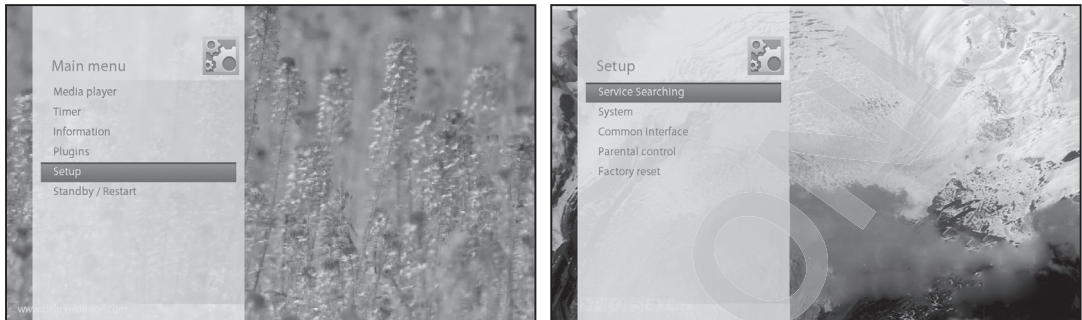 Main menu
Media player
Timer
Information
Plugins
Setup
Standby / Restart
Setup
Service Searching
System
Common Interface
Parental control
Factory reset